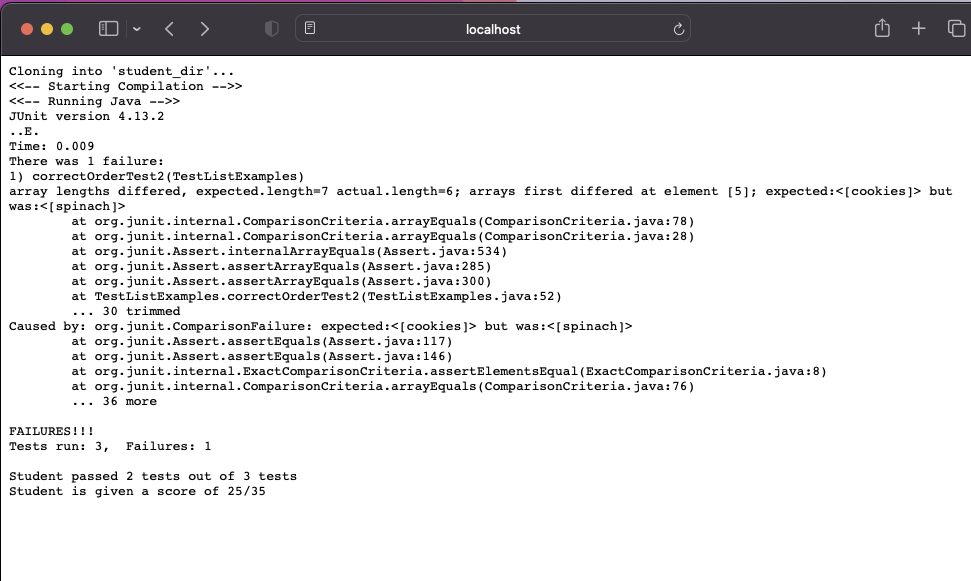 localhost
Cloning into 'student_dir'...
<<-- Starting Compilation -->>
<<-- Running Java -->>
JUnit version 4.13.2
..E.
Time: 0.009
There was 1 failure:
1) correctOrderTest2(TestListExamples)
array lengths differed, expected.length=7 actual.length=6; arrays first differed at element [5]; expected:<[cookies]> but
was:<[spinach]>
        at org.junit.internal.ComparisonCriteria.arrayEquals(ComparisonCriteria.java:78)
        at org.junit.internal.ComparisonCriteria.arrayEquals(ComparisonCriteria.java:28)
        at org.junit.Assert.internalArrayEquals(Assert.java:534)
        at org.junit.Assert.assertArrayEquals(Assert.java:285)
        at org.junit.Assert.assertArrayEquals(Assert.java:300)
        at TestListExamples.correctOrderTest2(TestListExamples.java:52)
        ... 30 trimmed
Caused by: org.junit.ComparisonFailure: expected:<[cookies]> but was:<[spinach]>
        at org.junit.Assert.assertEquals(Assert.java:117)
        at org.junit.Assert.assertEquals(Assert.java:146)
        at org.junit.internal.ExactComparisonCriteria.assertElementsEqual(ExactComparisonCriteria.java:8)
        at org.junit.internal.ComparisonCriteria.arrayEquals(ComparisonCriteria.java:76)
        ... 36 more

FAILURES!!!
Tests run: 3,  Failures: 1

Student passed 2 tests out of 3 tests
Student is given a score of 25/35